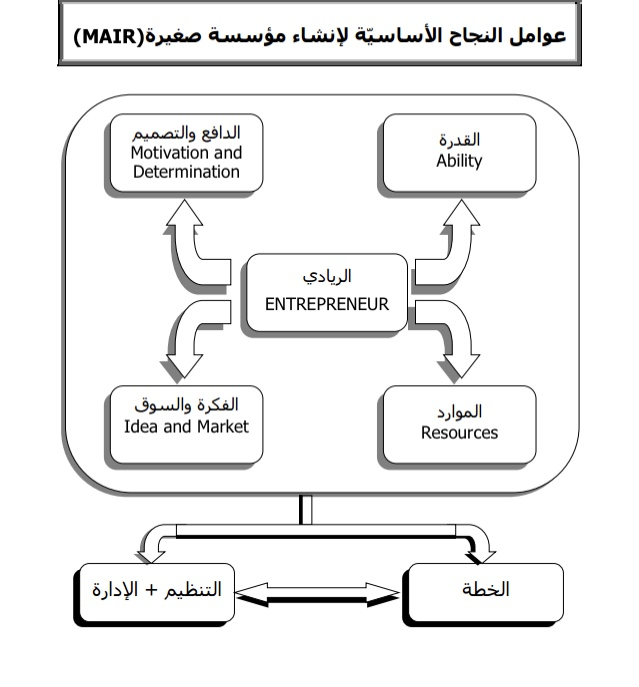 عوامل النجاح الأساسيّة لإنشاء مؤسسة صغيرة(MAIR)
الدافع والتصميم
Motivation and
Determination
القدرة
Ability
الريادي
ENTREPRENEUR
الفكرة والسوق
Idea and Market
الموارد
Resources
التنظيم + الإدارة
الخطة